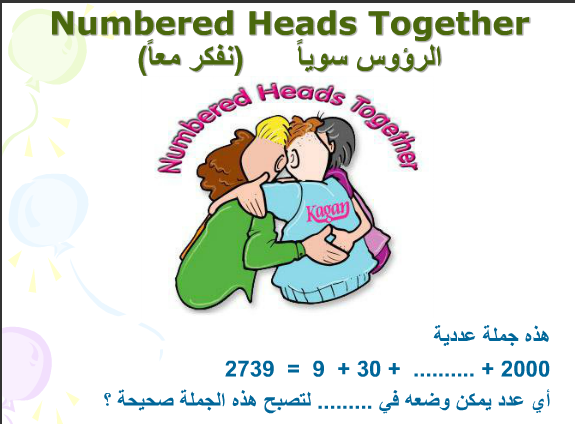 Numbered Heads Together
الرؤوس سوياً (نفكر معاً)
Numbered Heads Together
Kagan
هذه جملة عددية
2739 = 9 + 30 + .......... + 2000
أي عدد يمكن وضعه في ......... لتصبح هذه الجملة صحيحة ؟